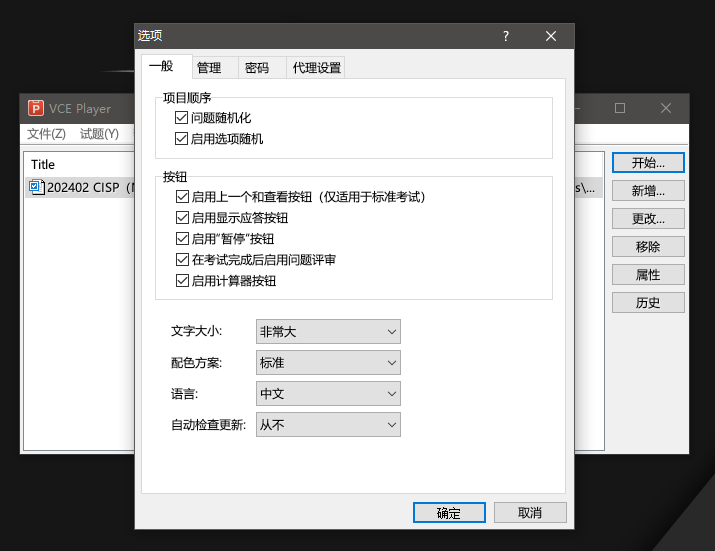 选项
?
一般 管理 密码 代理设置
项目顺序
问题随机化
启用选项随机
按钮
启用上一个和查看按钮（仅适用于标准考试）
启用显示应答按钮
启用“暂停”按钮
在考试完成后启用问题评审
启用计算器按钮
文字大小: 非常大
配色方案: 标准
语言: 中文
自动检查更新: 从不
确定 取消
VCE Player
文件(Z) 试题(Y)
Title
202402 CISP
s\...
开始...
新增...
更改...
移除
属性
历史